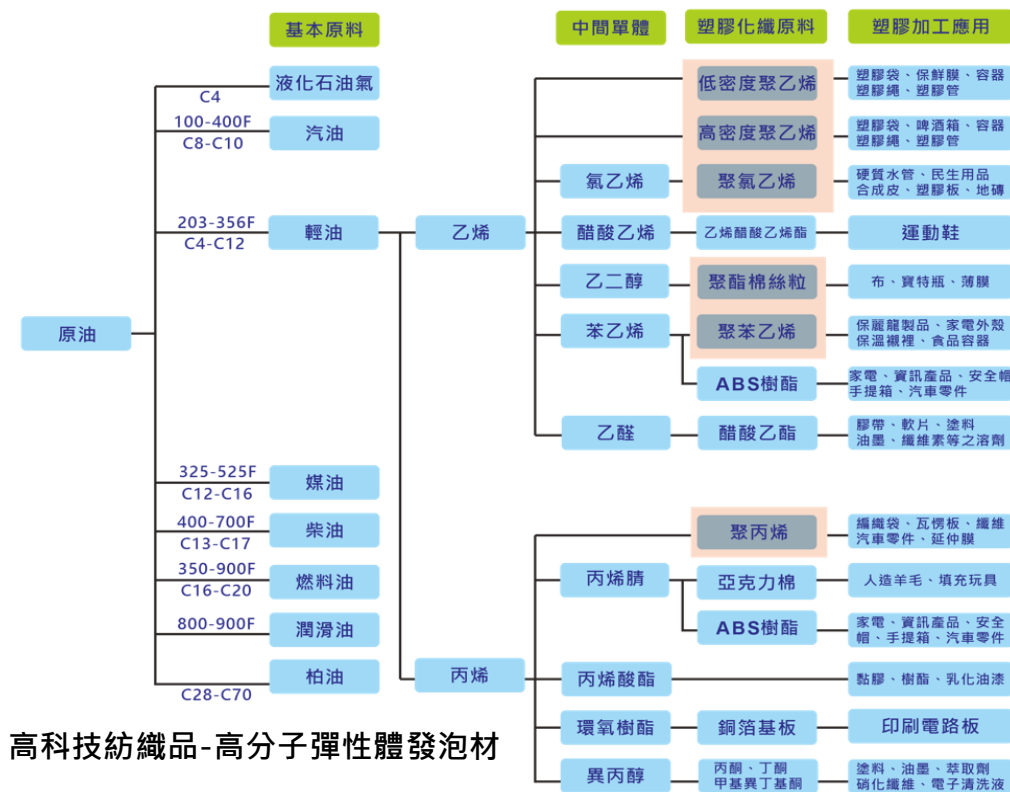 基本原料
中間單體
塑膠化纖原料
塑膠加工應用
原油
C4
液化石油氣
100-400F
C8-C10
汽油
203-356F
C4-C12
輕油
325-525F
C12-C16
媒油
400-700F
C13-C17
柴油
350-900F
C16-C20
燃料油
800-900F
潤滑油
C28-C70
柏油
乙烯
低密度聚乙烯
塑膠袋、保鮮膜、容器
塑膠繩、塑膠管
高密度聚乙烯
塑膠袋、啤酒箱、容器
塑膠繩、塑膠管
氯乙烯
聚氯乙烯
硬質水管、民生用品
合成皮、塑膠板、地磚
醋酸乙烯
乙烯醋酸乙烯酯
運動鞋
乙二醇
聚酯棉絲粒
布、寶特瓶、薄膜
苯乙烯
聚苯乙烯
保麗龍製品、家電外殼
保溫襯裡、食品容器
ABS樹酯
家電、資訊產品、安全帽
手提箱、汽車零件
乙醛
醋酸乙酯
膠帶、軟片、塗料
油墨、纖維素等之溶劑
丙烯
聚丙烯
編織袋、瓦愣板、纖維
汽車零件、延伸膜
丙烯腈
亞克力棉
人造羊毛、填充玩具
ABS樹酯
家電、資訊產品、安全
帽、手提箱、汽車零件
丙烯酸酯
黏膠、樹酯、乳化油漆
環氧樹酯
銅箔基板
印刷電路板
異丙醇
丙酮、丁酮
甲基異丁基酮
塗料、油墨、萃取劑
硝化纖維、電子清洗液
高科技紡織品-高分子彈性體發泡材